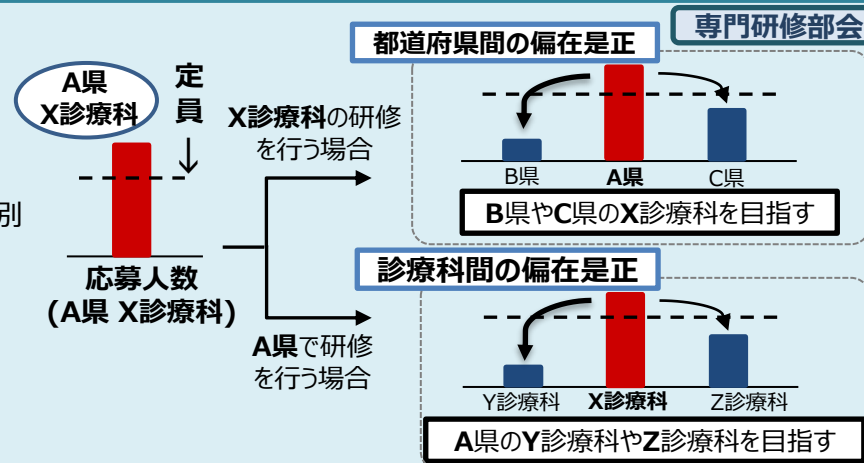 専門研修部会
都道府県間の偏在是正
A県
X診療科
定員
↓
X診療科の研修
を行う場合
B県
A県
C県
B県やC県のX診療科を目指す
別
応募人数
(A県 X診療科)
診療科間の偏在是正
A県で研修
を行う場合
Y診療科
X診療科
Z診療科
A県のY診療科やZ診療科を目指す